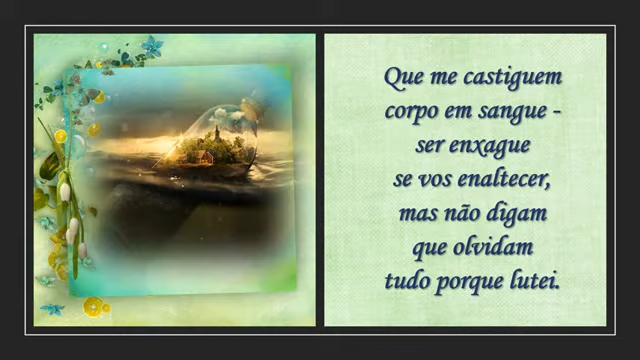 Que me castiguem
corpo em sangue -
ser enxague
se vos enaltecer,
mas não digam
que olvidam
tudo porque lutei.